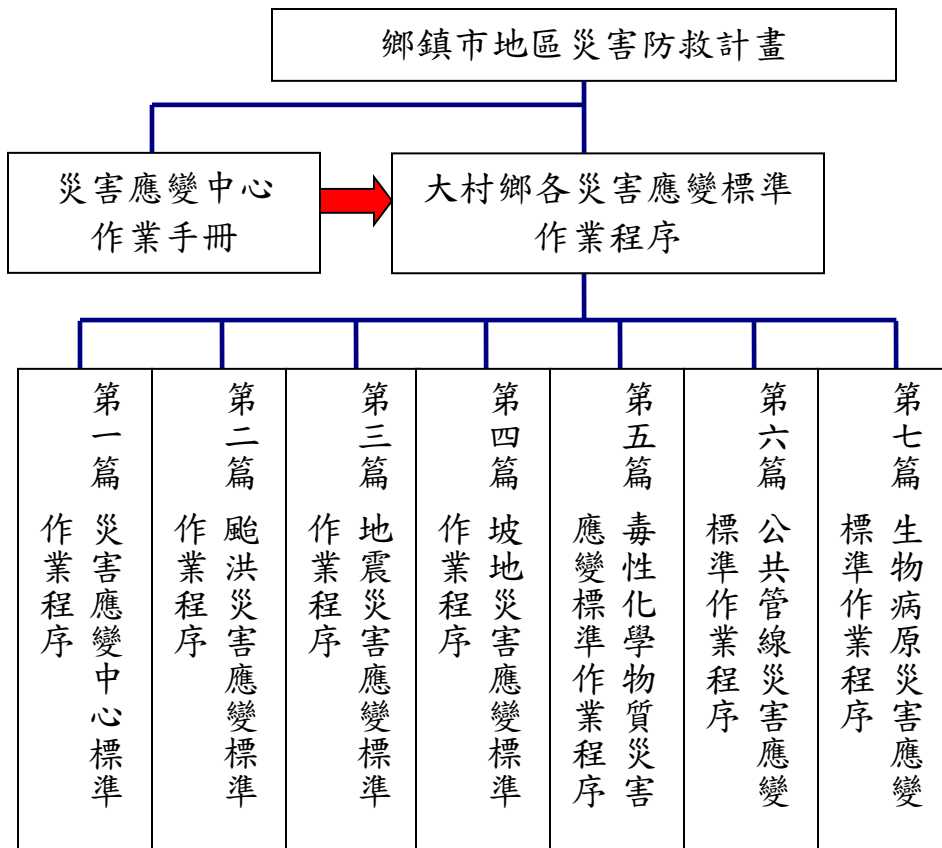 鄉鎮市地區災害防救計畫
災害應變中心
作業手冊
大村鄉各災害應變標準
作業程序
第一篇 災害應變中心標準
作業程序
第二篇 颱洪災害應變標準
作業程序
第三篇 地震災害應變標準
作業程序
第四篇 坡地災害應變標準
作業程序
第五篇 毒性化學物質災害
應變標準作業程序
第六篇 公共管線災害應變
標準作業程序
第七篇 生物病原災害應變
標準作業程序